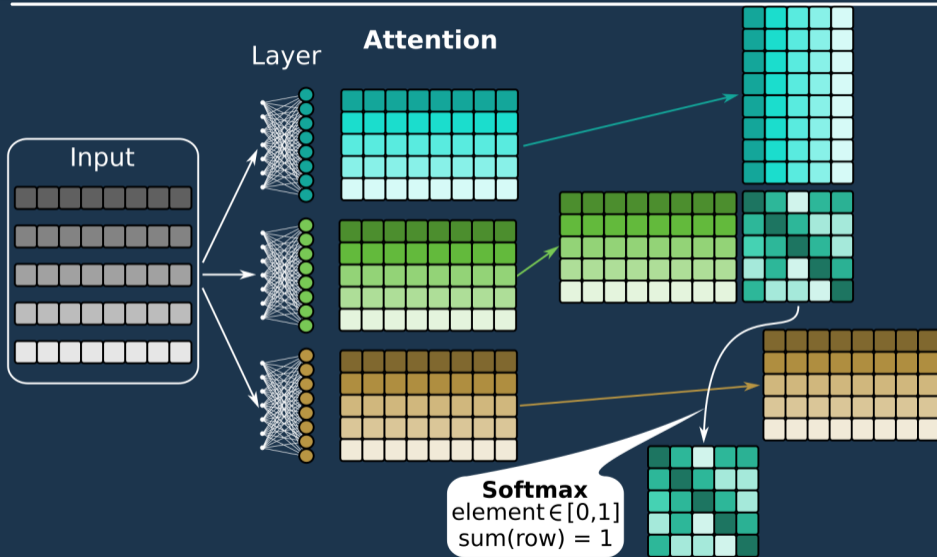 Attention
Layer
Input
Softmax
element∈[0,1]
sum(row) = 1